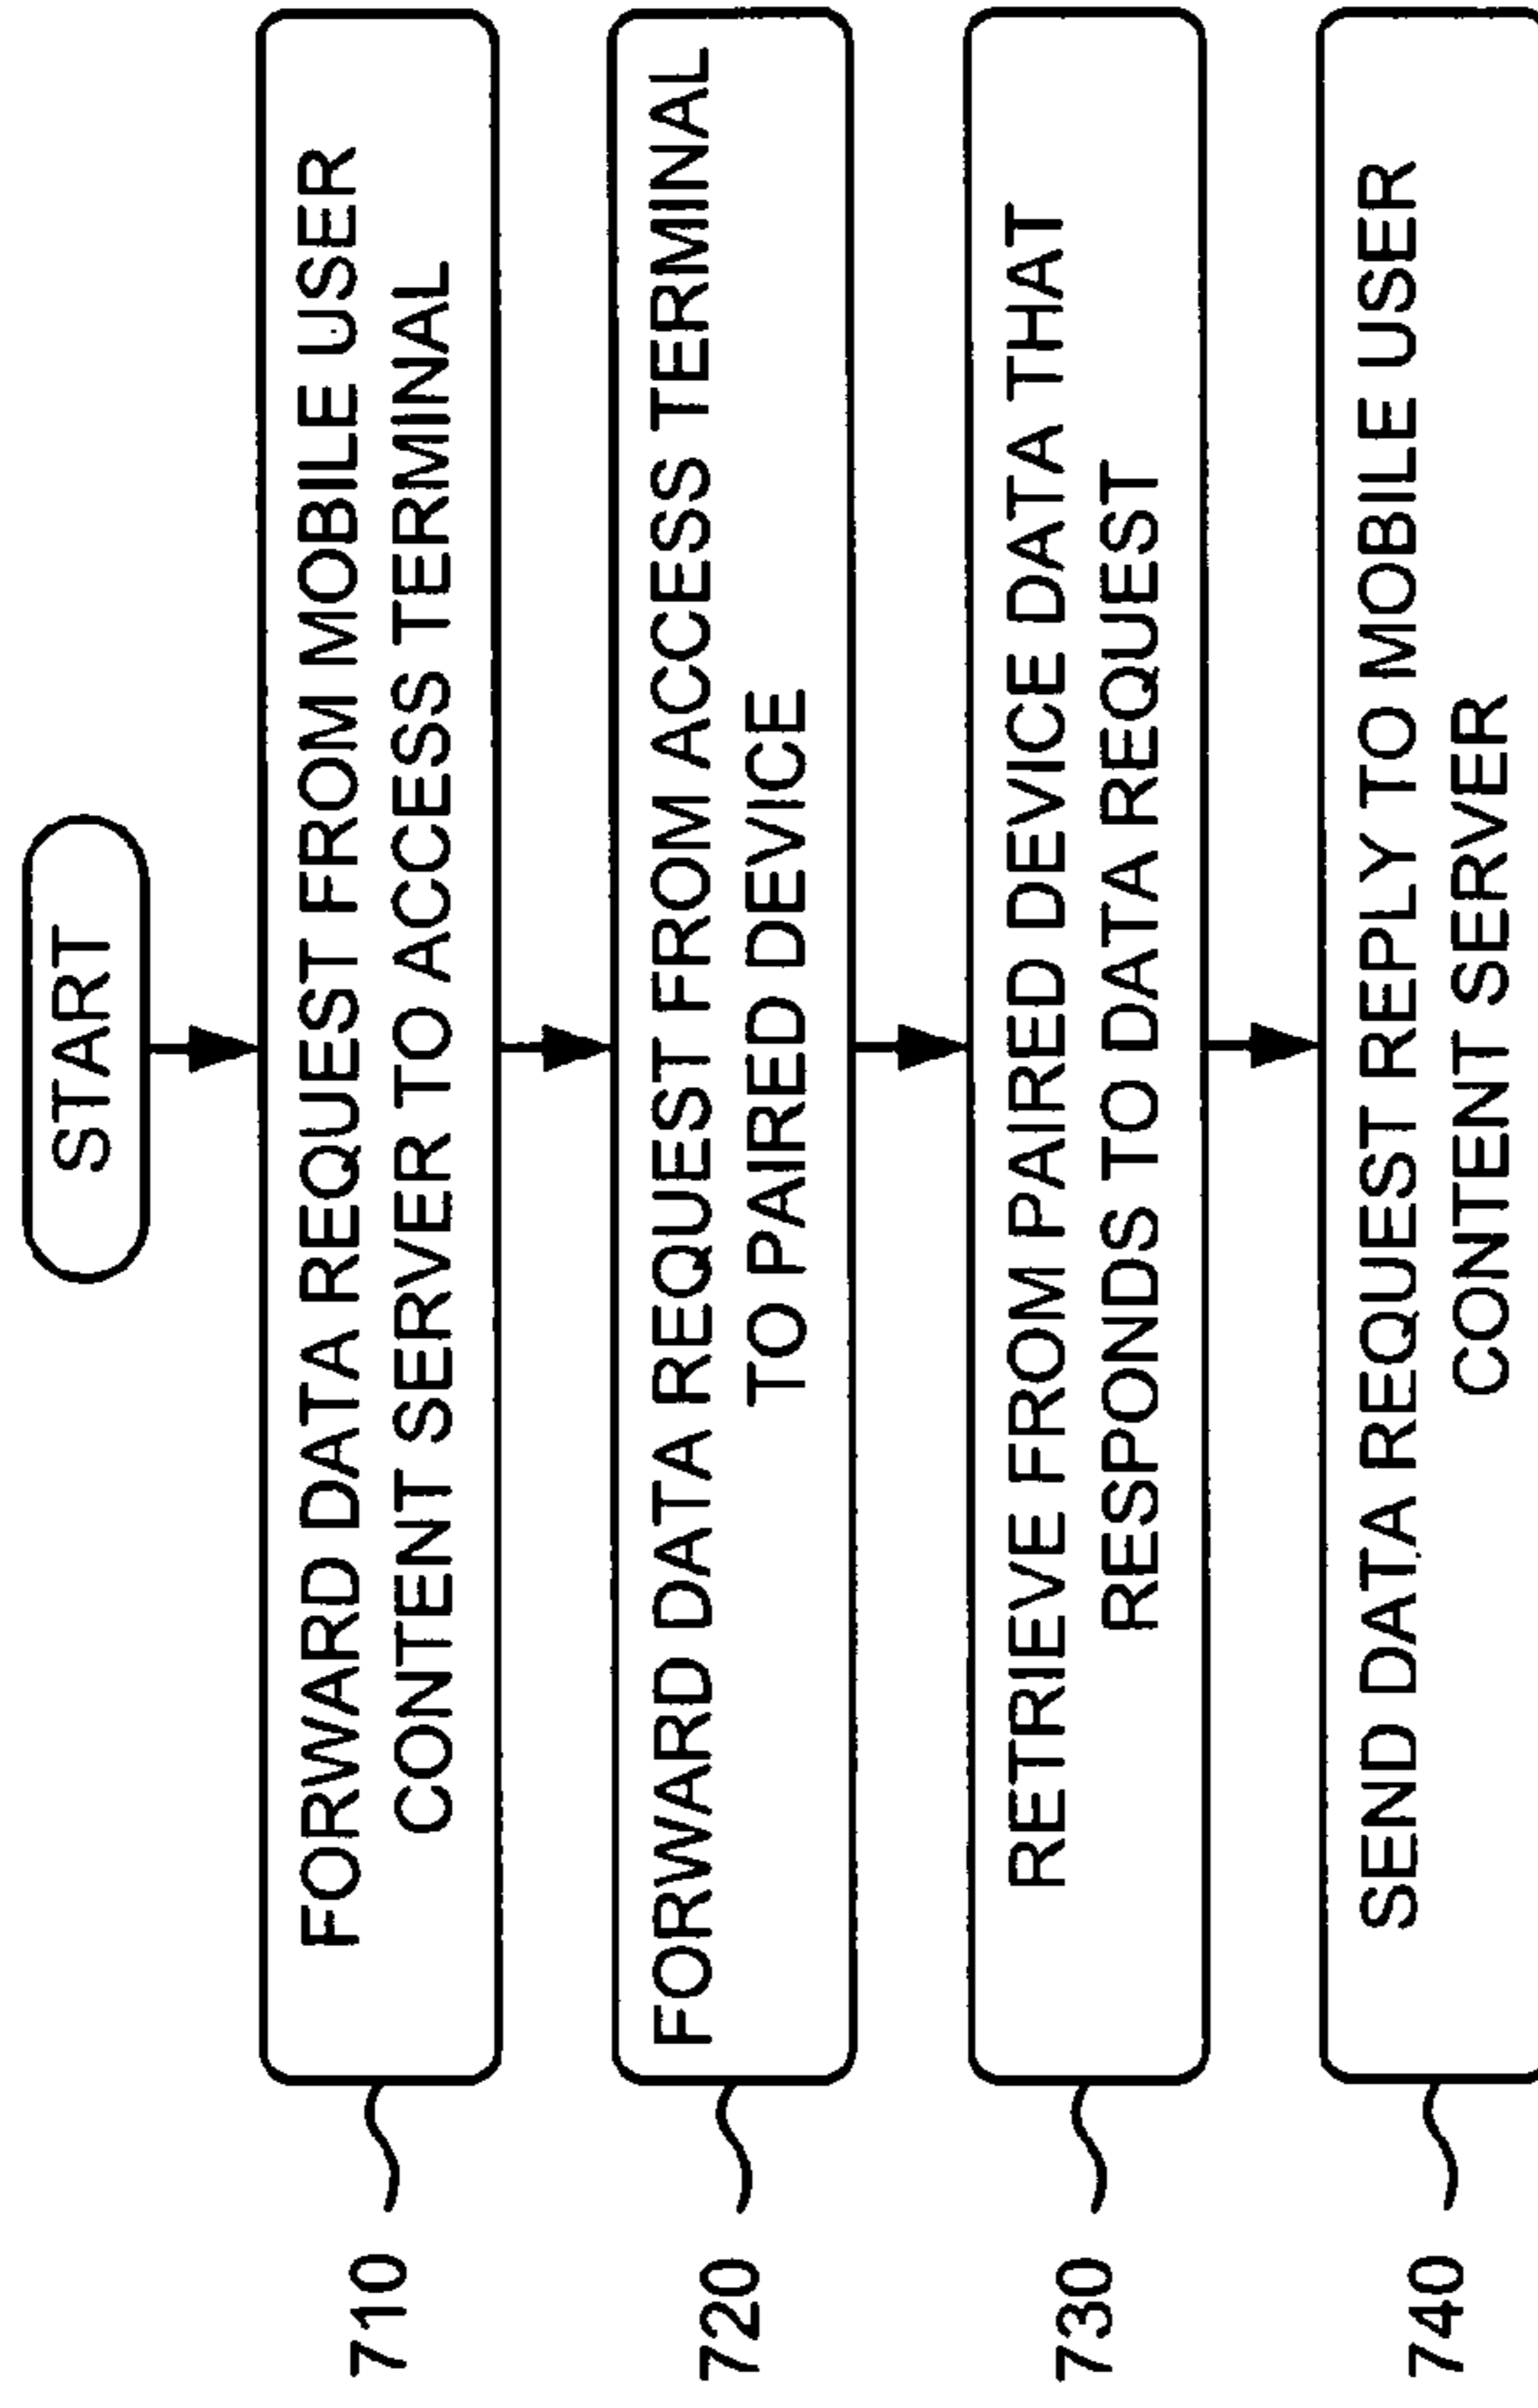 START
710
FORWARD DATA REQUEST FROM MOBILE USER
CONTENT SERVER TO ACCESS TERMINAL
720
FORWARD DATA REQUEST FROM ACCESS TERMINAL
TO PAIRED DEVICE
730
RETRIEVE FROM PAIRED DEVICE DATA THAT
RESPONDS TO DATA REQUEST
740
SEND DATA REQUEST REPLY TO MOBILE USER
CONTENT SERVER